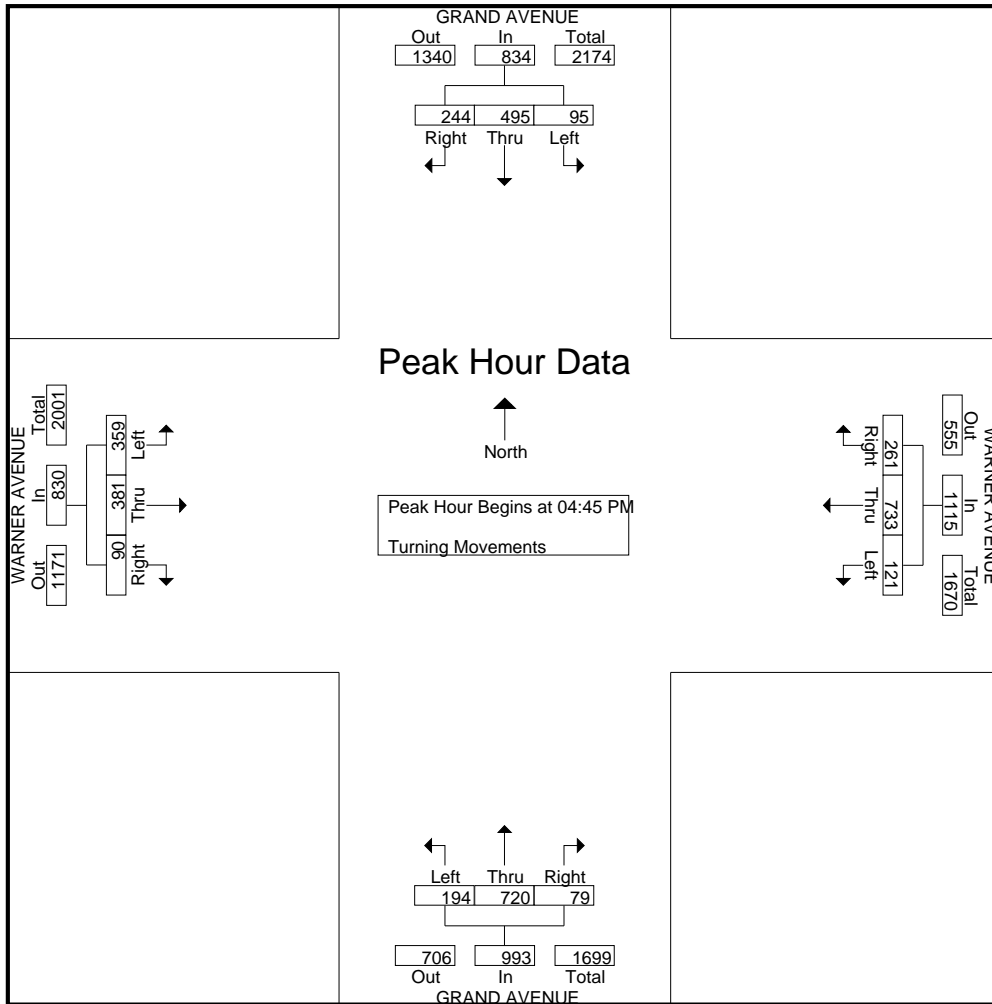 GRAND AVENUE
Out In Total
1340 834 2174
244 495 95
Right Thru Left
Peak Hour Data
North
Peak Hour Begins at 04:45 PM
Turning Movements
WARNER AVENUE
Total In Out
2001 830 1171
359 381 90
Left Thru Right
WARNER AVENUE
Out In Total
555 1115 1670
261 733 121
Right Thru Left
Left Thru Right
194 720 79
706 993 1699
Out In Total
GRAND AVENUE